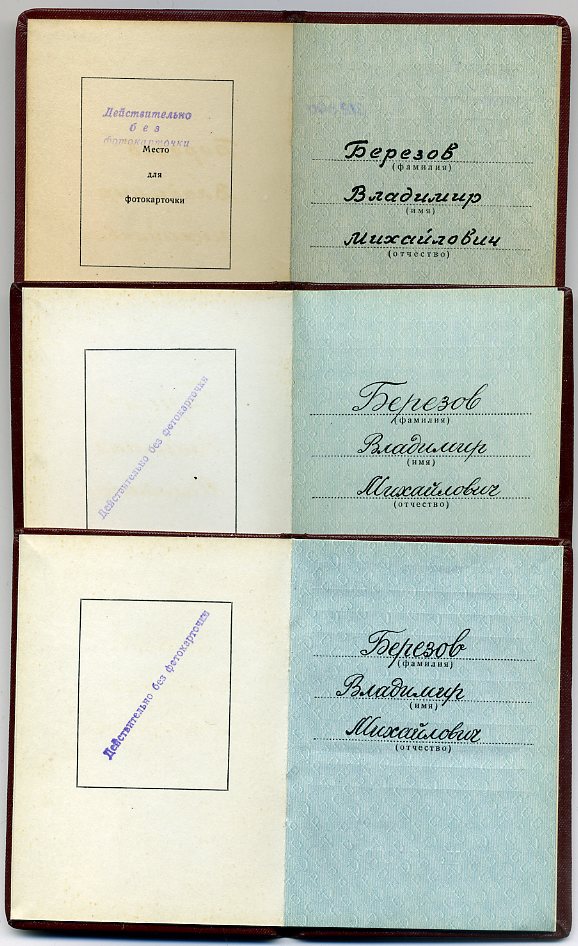 Действительно
без
фотокарточки
Место
для
фотокарточки
Березов
(фамилия)
Владимир
(имя)
Михайлович
(отчество)
Действительно без фотокарточки
Березов
(фамилия)
Владимир
(имя)
Михайлович
(отчество)
Действительно без фотокарточки
Березов
(фамилия)
Владимир
(имя)
Михайлович
(отчество)